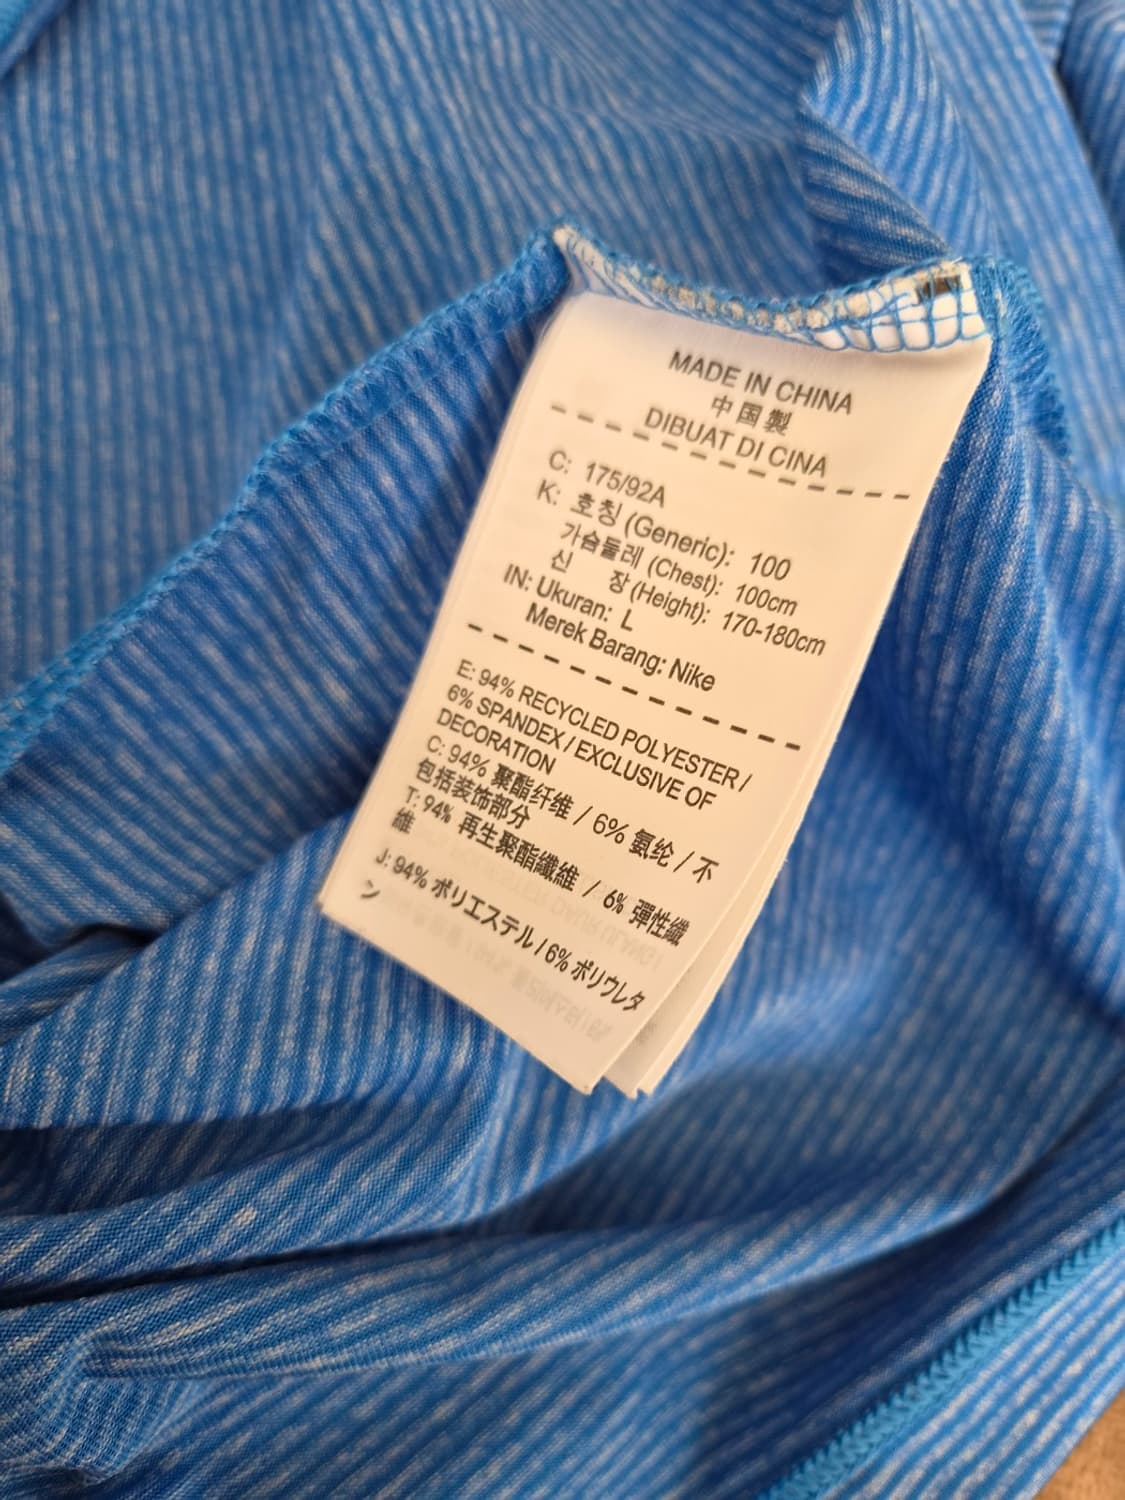 MADE IN CHINA
中国製
DIBUAT DI CINA
C: 175/92A
K: 호칭 (Generic): 100
가슴둘레 (Chest): 100cm
신 장 (Height): 170-180cm
IN: Ukuran: L
Merek Barang: Nike
E: 94% RECYCLED POLYESTER /
6% SPANDEX / EXCLUSIVE OF
DECORATION
C: 94% 聚酯纤维 / 6% 氨纶 / 不
包括装饰部分
T: 94% 再生聚酯纖維 / 6% 彈性纖
維
J: 94% ポリエステル / 6% ポリウレタ
ン